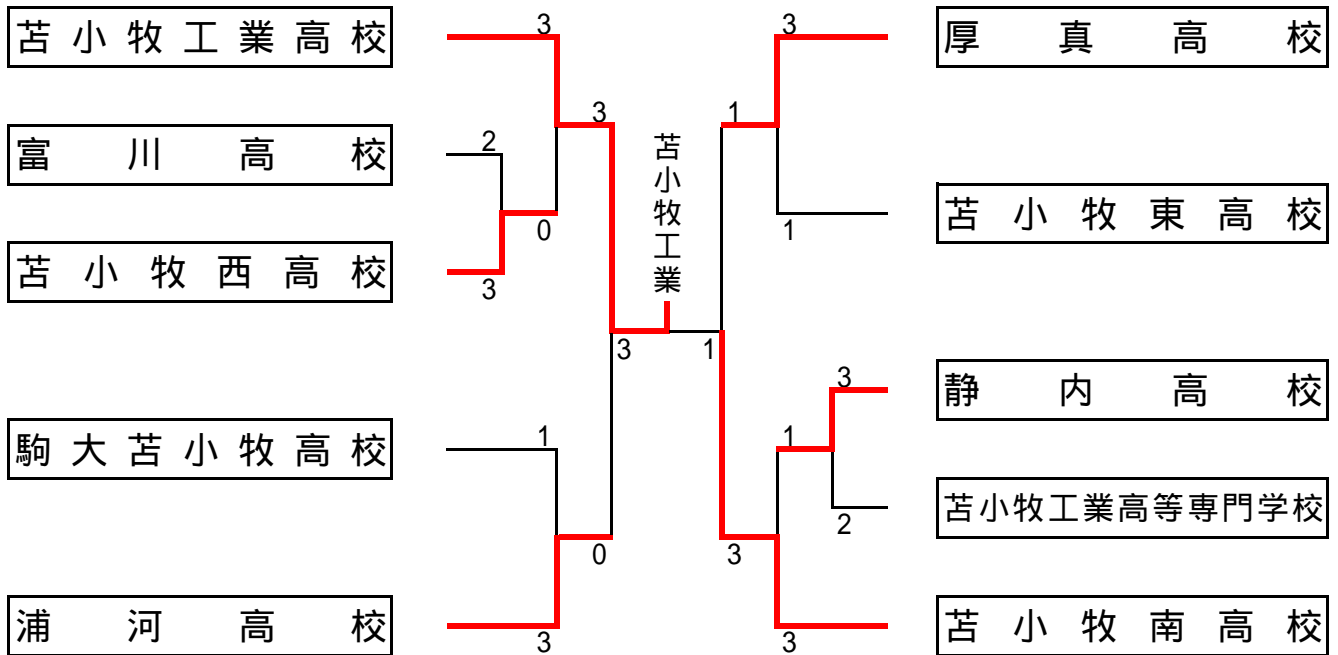 苫小牧工業高校
富川高校
苫小牧西高校
駒大苫小牧高校
浦河高校
3
3
2
0
3
3
1
0
3
苫小牧工業
3
1
1
1
3
1
2
3
3
厚真高校
苫小牧東高校
静内高校
苫小牧工業高等専門学校
苫小牧南高校